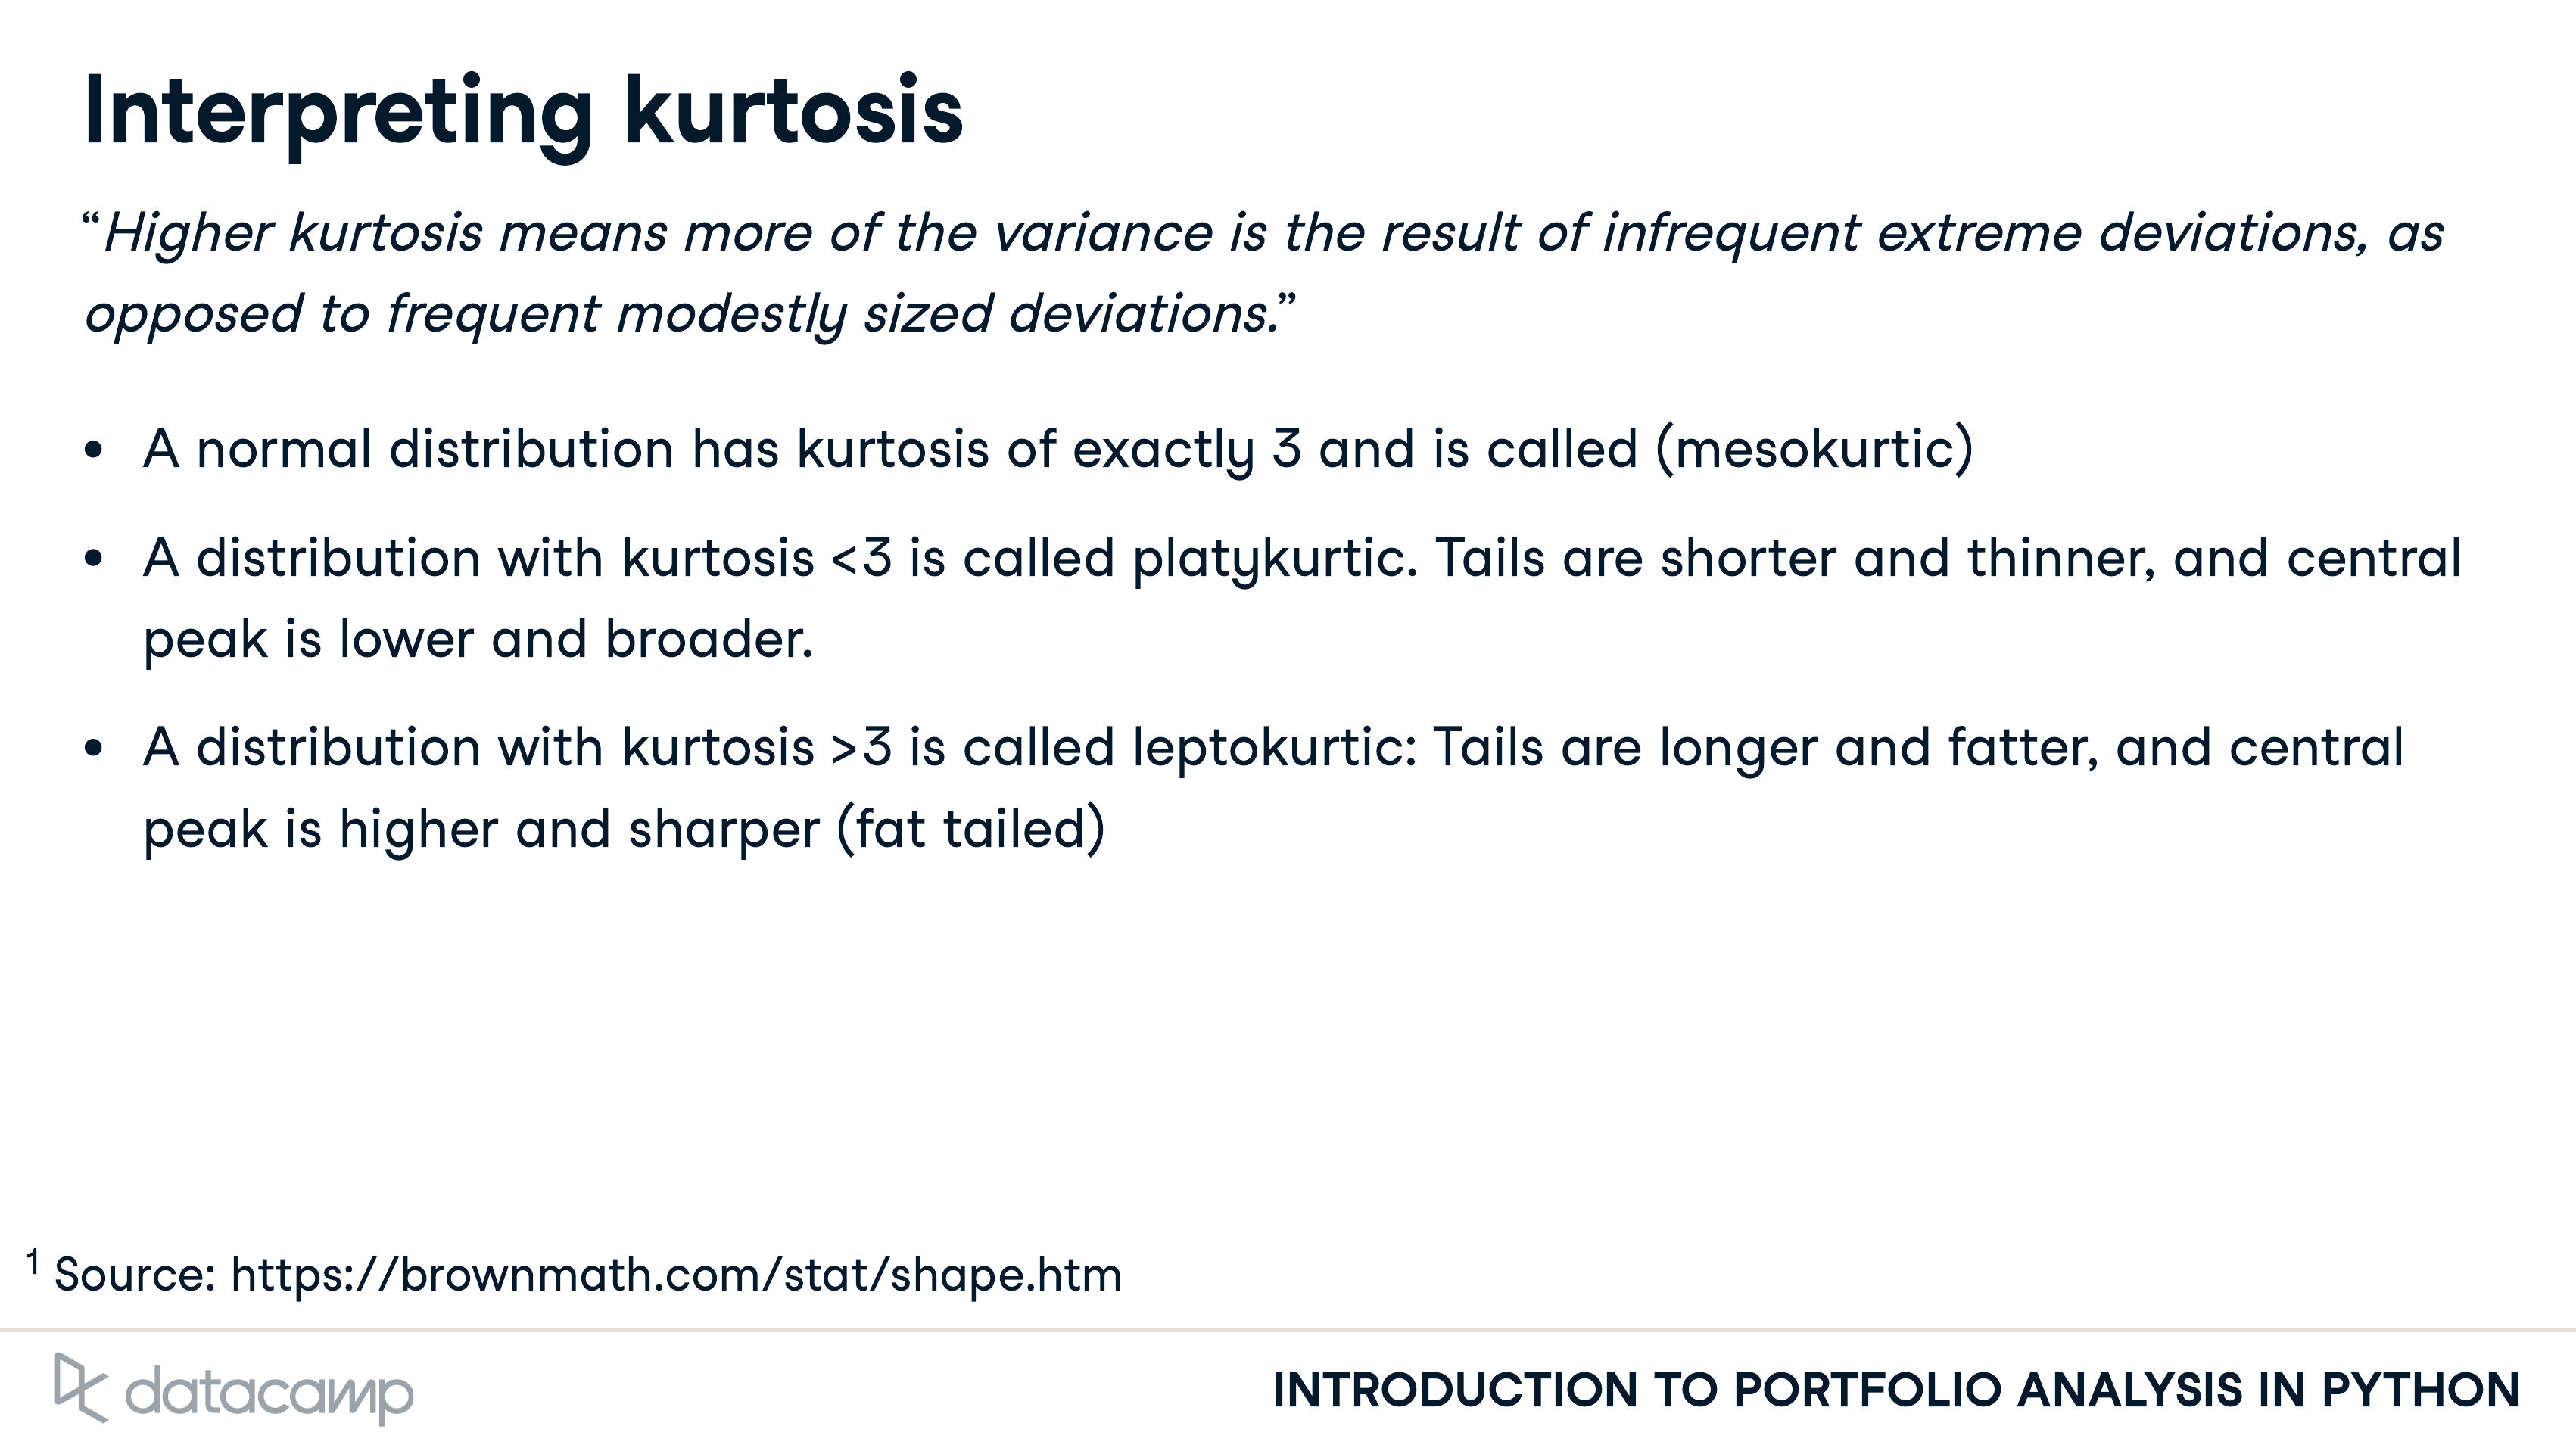 Interpreting kurtosis
“Higher kurtosis means more of the variance is the result of infrequent extreme deviations, as
opposed to frequent modestly sized deviations.”
• A normal distribution has kurtosis of exactly 3 and is called (mesokurtic)
• A distribution with kurtosis <3 is called platykurtic. Tails are shorter and thinner, and central
peak is lower and broader.
• A distribution with kurtosis >3 is called leptokurtic: Tails are longer and fatter, and central
peak is higher and sharper (fat tailed)
¹ Source: https://brownmath.com/stat/shape.htm
datacamp
INTRODUCTION TO PORTFOLIO ANALYSIS IN PYTHON